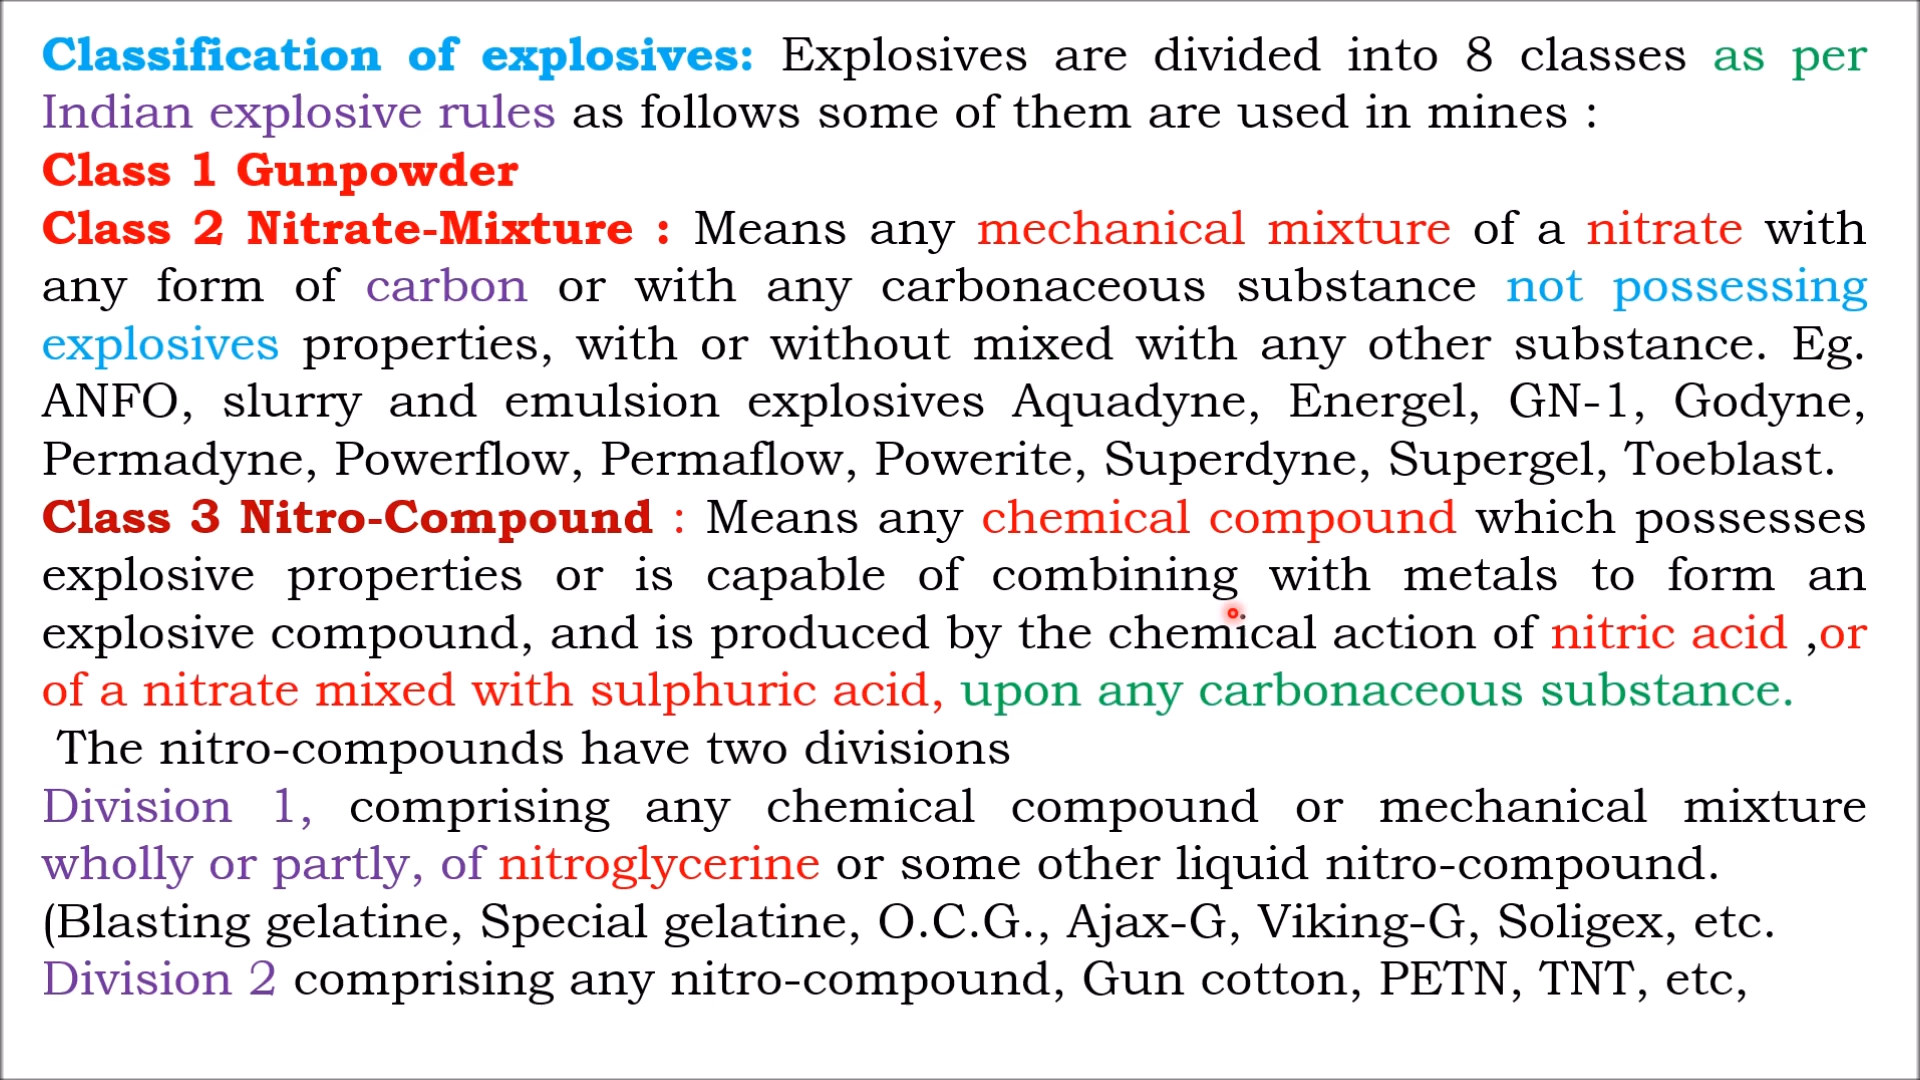 Classification of explosives: Explosives are divided into 8 classes as per
Indian explosive rules as follows some of them are used in mines :
Class 1 Gunpowder
Class 2 Nitrate-Mixture : Means any mechanical mixture of a nitrate with
any form of carbon or with any carbonaceous substance not possessing
explosives properties, with or without mixed with any other substance. Eg.
ANFO, slurry and emulsion explosives Aquadyne, Energel, GN-1, Godyne,
Permadyne, Powerflow, Permaflow, Powerite, Superdyne, Supergel, Toeblast.
Class 3 Nitro-Compound : Means any chemical compound which possesses
explosive properties or is capable of combining with metals to form an
explosive compound, and is produced by the chemical action of nitric acid ,or
of a nitrate mixed with sulphuric acid, upon any carbonaceous substance.
The nitro-compounds have two divisions
Division 1, comprising any chemical compound or mechanical mixture
wholly or partly, of nitroglycerine or some other liquid nitro-compound.
(Blasting gelatine, Special gelatine, O.C.G., Ajax-G, Viking-G, Soligex, etc.
Division 2 comprising any nitro-compound, Gun cotton, PETN, TNT, etc,